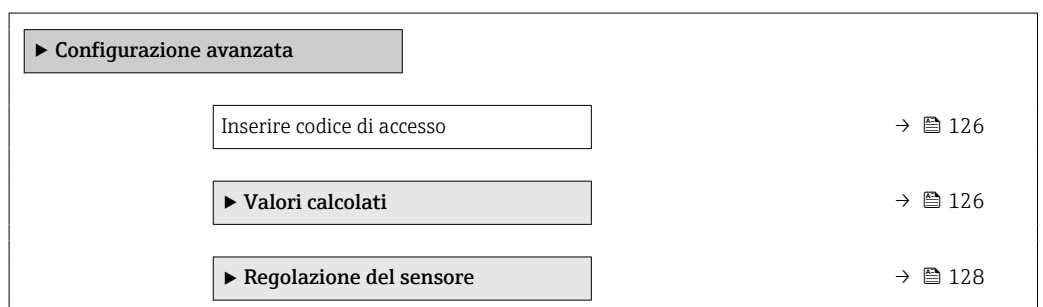 ▶ Configurazione avanzata
Inserire codice di accesso → 126
▶ Valori calcolati → 126
▶ Regolazione del sensore → 128